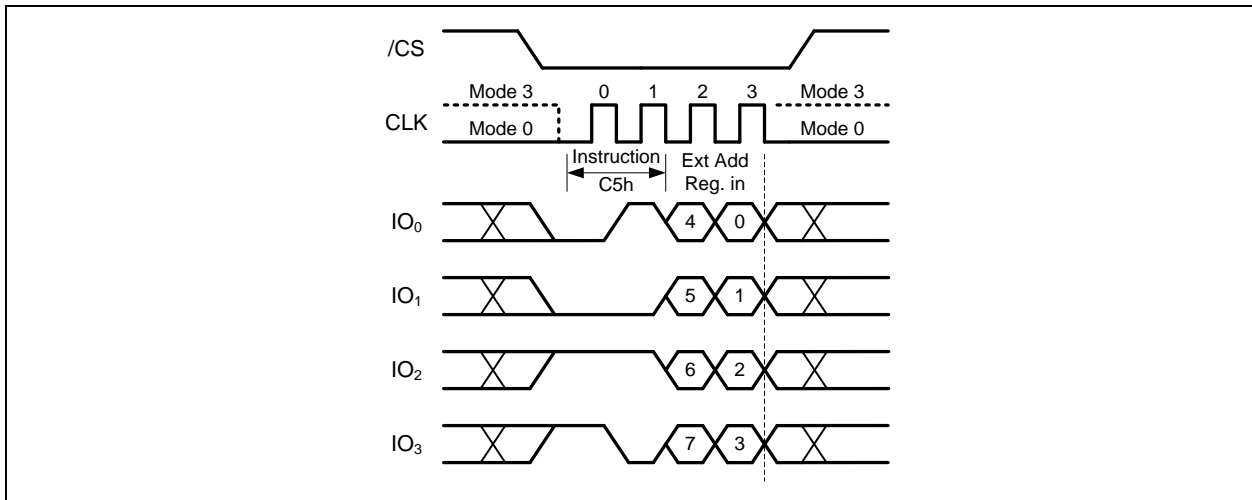 /CS
Mode 3 0 1 2 3 Mode 3
CLK Mode 0 Mode 0
Instruction Ext Add
C5h Reg. in
IO₀ 4 0
IO₁ 5 1
IO₂ 6 2
IO₃ 7 3